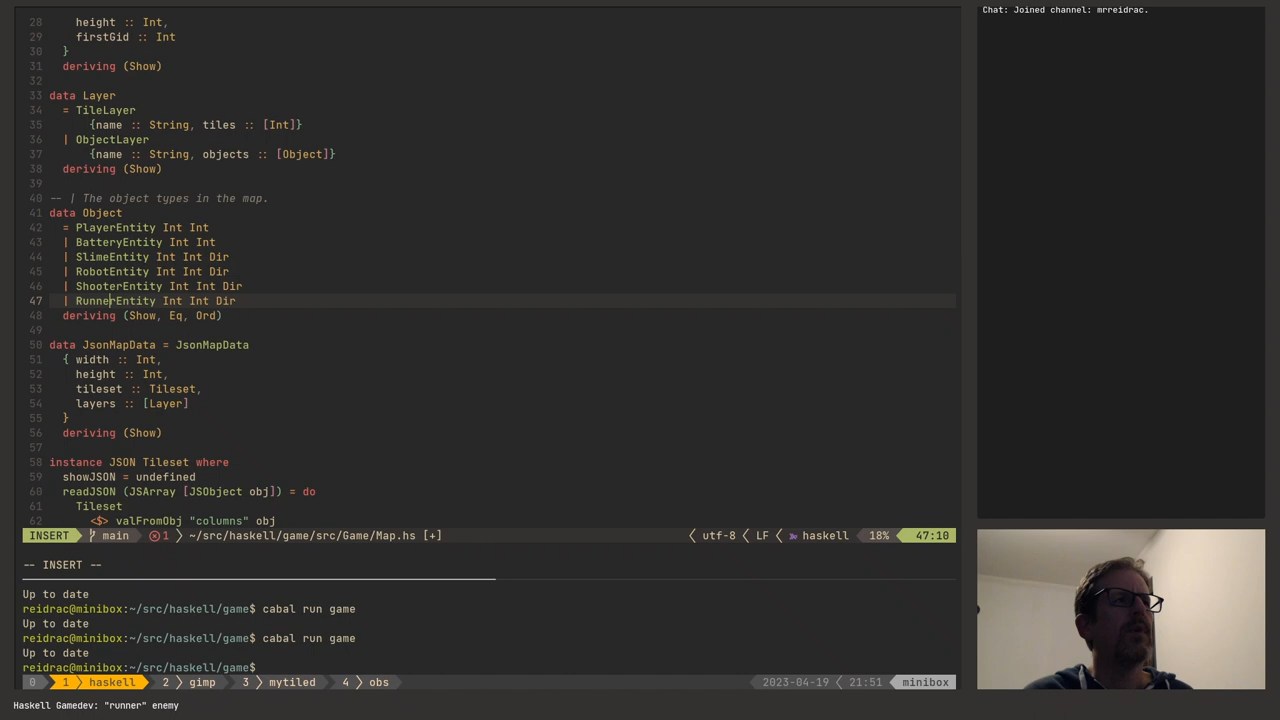 Chat: Joined channel: mrreidrac.
28     height :: Int,
29     firstGid :: Int
30   }
31   deriving (Show)
32
33 data Layer
34   = TileLayer
35       {name :: String, tiles :: [Int]}
36   | ObjectLayer
37       {name :: String, objects :: [Object]}
38   deriving (Show)
39
40 -- | The object types in the map.
41 data Object
42   = PlayerEntity Int Int
43   | BatteryEntity Int Int
44   | SlimeEntity Int Int Dir
45   | RobotEntity Int Int Dir
46   | ShooterEntity Int Int Dir
47   | RunnerEntity Int Int Dir
48   deriving (Show, Eq, Ord)
49
50 data JsonMapData = JsonMapData
51   { width :: Int,
52     height :: Int,
53     tileset :: Tileset,
54     layers :: [Layer]
55   }
56   deriving (Show)
57
58 instance JSON Tileset where
59   showJSON = undefined
60   readJSON (JSArray [JSObject obj]) = do
61     Tileset
62       <$> valFromObj "columns" obj
INSERT main 1 ~/src/haskell/game/src/Game/Map.hs [+] utf-8 LF haskell 18% 47:10
-- INSERT --
Up to date
reidrac@minibox:~/src/haskell/game$ cabal run game
Up to date
reidrac@minibox:~/src/haskell/game$ cabal run game
Up to date
reidrac@minibox:~/src/haskell/game$
0 1 haskell 2 gimp 3 mytiled 4 obs 2023-04-19 21:51 minibox
Haskell Gamedev: "runner" enemy